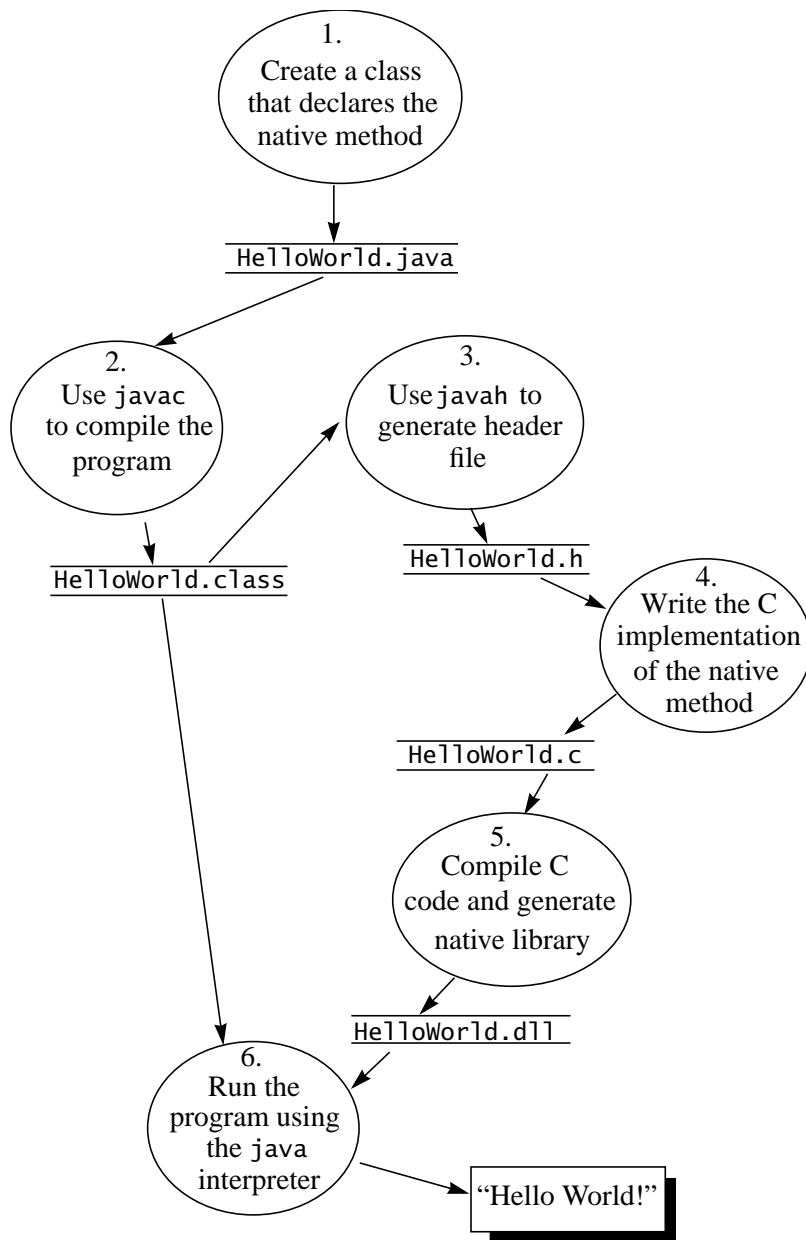 1.
Create a class
that declares the
native method
HelloWorld.java
2.
Use javac
to compile the
program
3.
Use javah to
generate header
file
HelloWorld.class
HelloWorld.h
4.
Write the C
implementation
of the native
method
HelloWorld.c
5.
Compile C
code and generate
native library
HelloWorld.dll
6.
Run the
program using
the java
interpreter
“Hello World!”